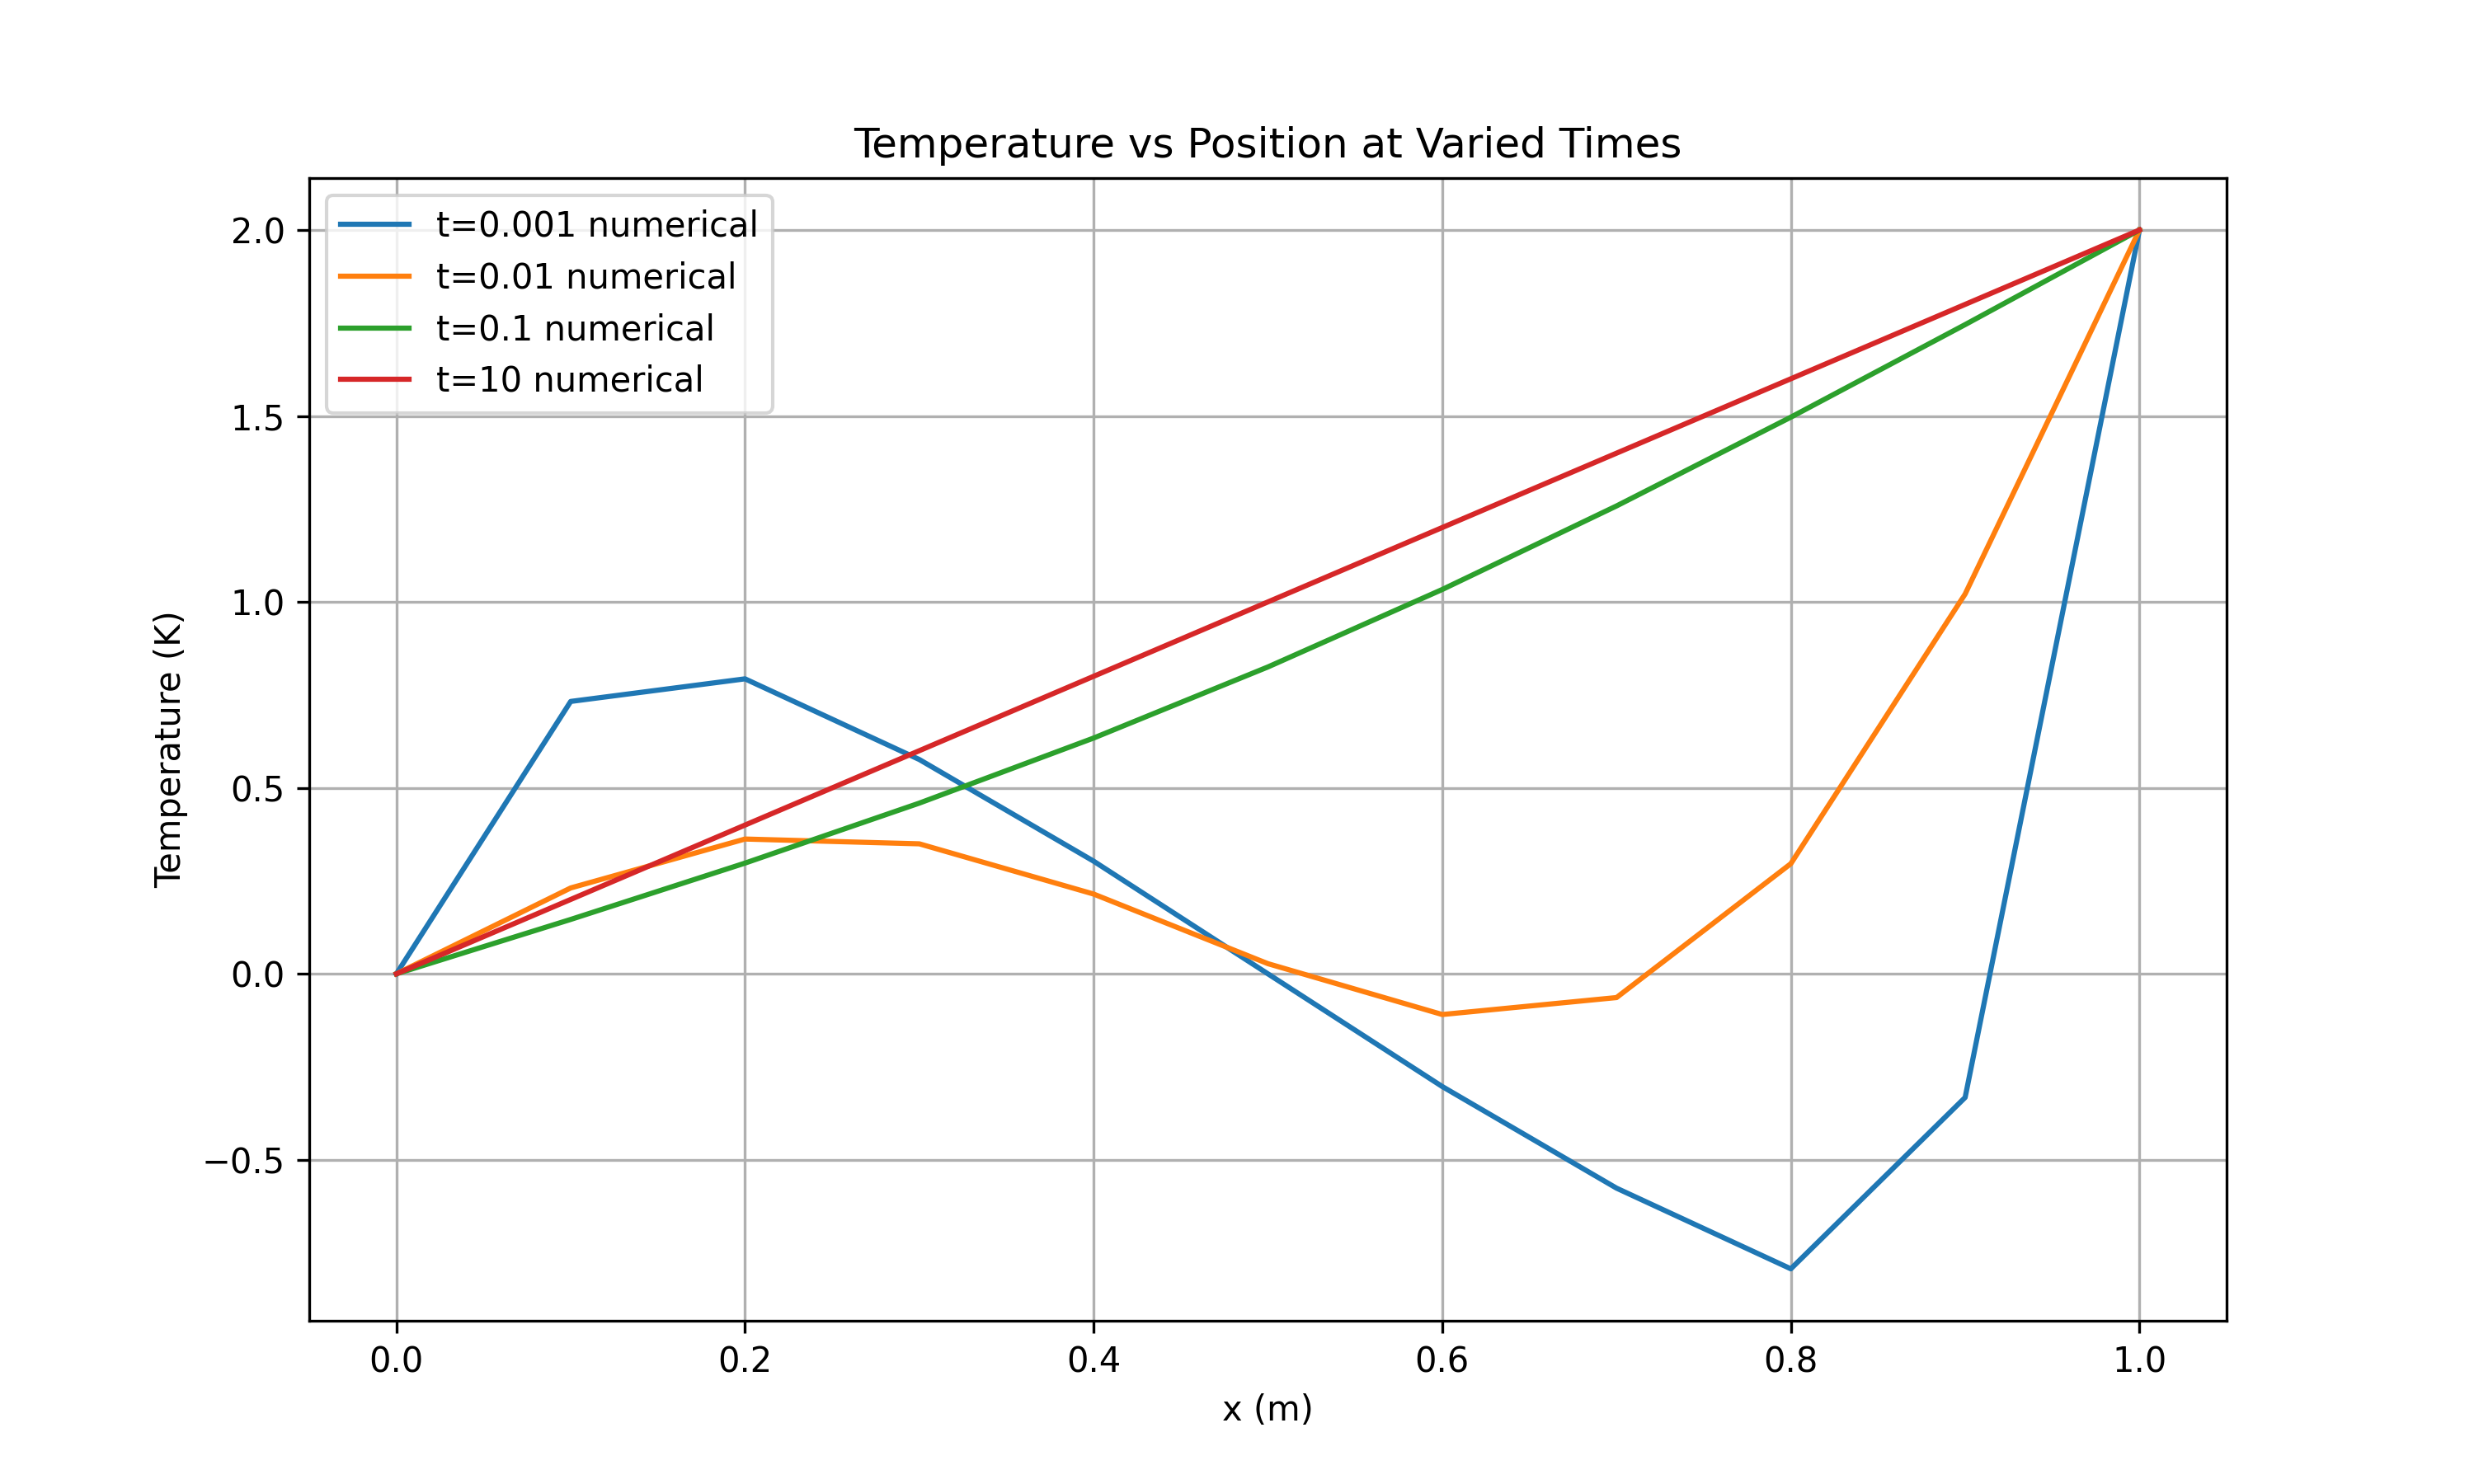 Temperature vs Position at Varied Times
t=0.001 numerical
t=0.01 numerical
t=0.1 numerical
t=10 numerical
2.0
1.5
1.0
0.5
0.0
−0.5
Temperature (K)
0.0 0.2 0.4 0.6 0.8 1.0
x (m)